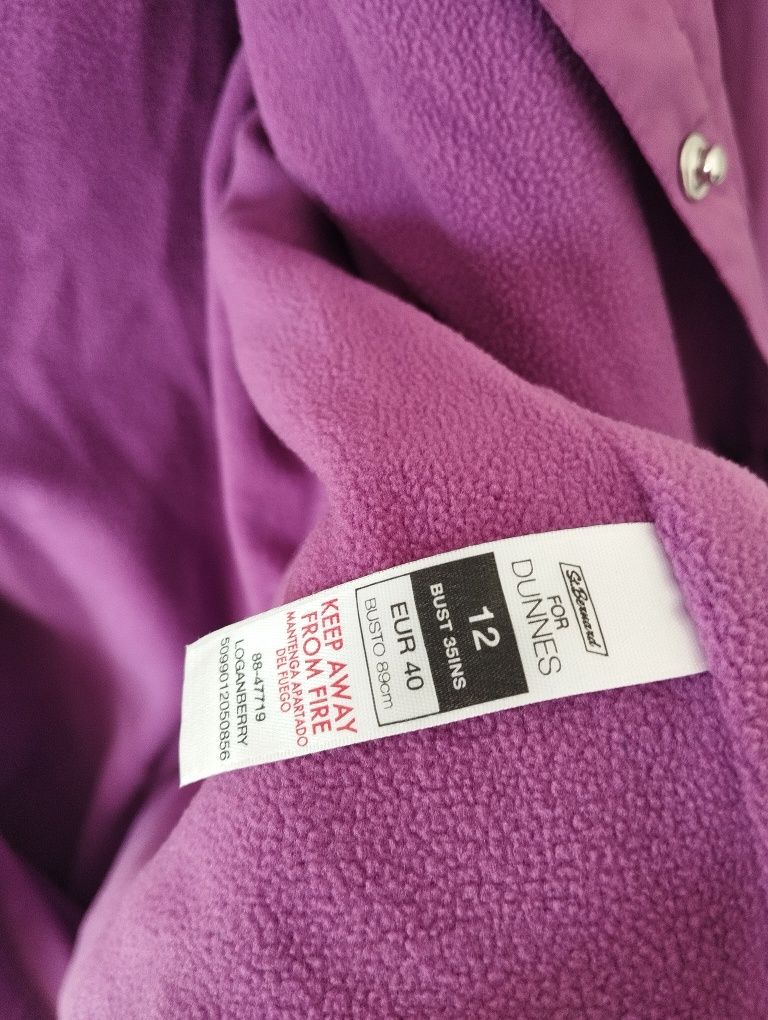 St. Bernard
FOR
DUNNES
12
BUST 35INS
EUR 40
BUSTO 89cm
KEEP AWAY
FROM FIRE
MANTENGA APARTADO
DEL FUEGO
88-47719
LOGANBERRY
5099012050856